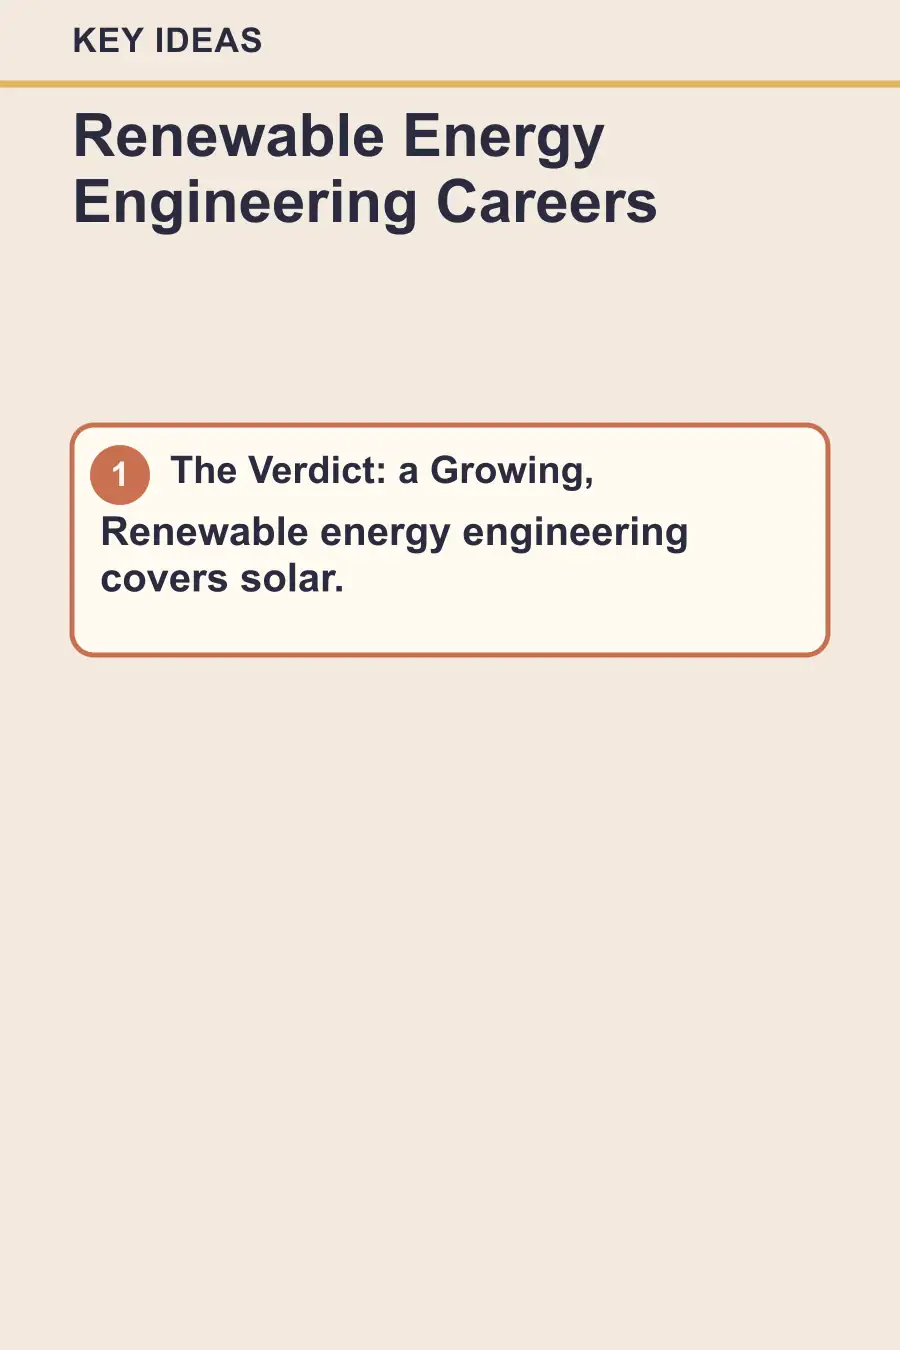 KEY IDEAS
Renewable Energy
Engineering Careers
1 The Verdict: a Growing,
Renewable energy engineering
covers solar.